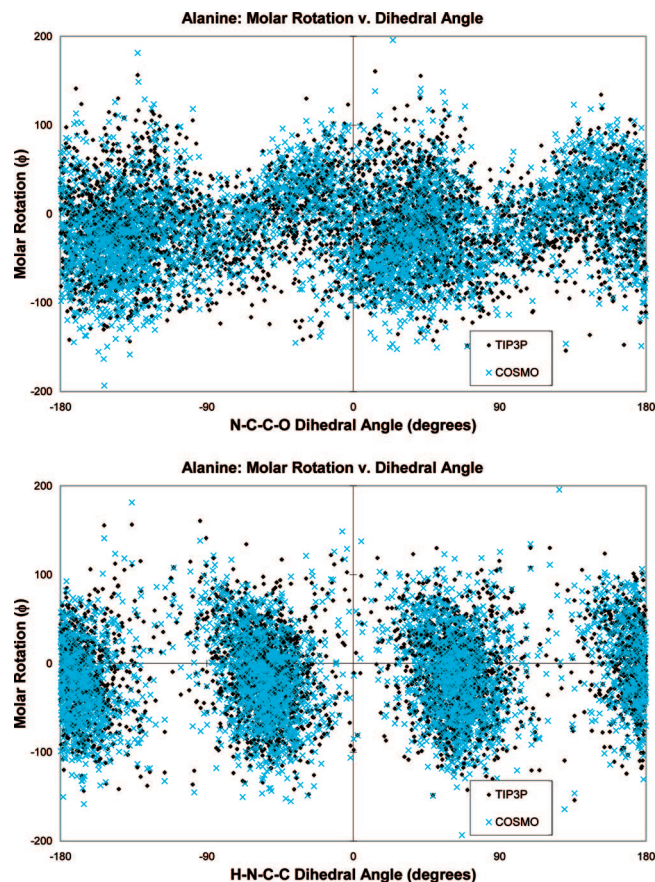 Alanine: Molar Rotation v. Dihedral Angle
200
100
0
-100
-200
Molar Rotation (ϕ)
TIP3P
COSMO
-180 -90 0 90 180
N-C-C-O Dihedral Angle (degrees)
Alanine: Molar Rotation v. Dihedral Angle
200
100
0
-100
-200
Molar Rotation (ϕ)
TIP3P
COSMO
-180 -90 0 90 180
H-N-C-C Dihedral Angle (degrees)